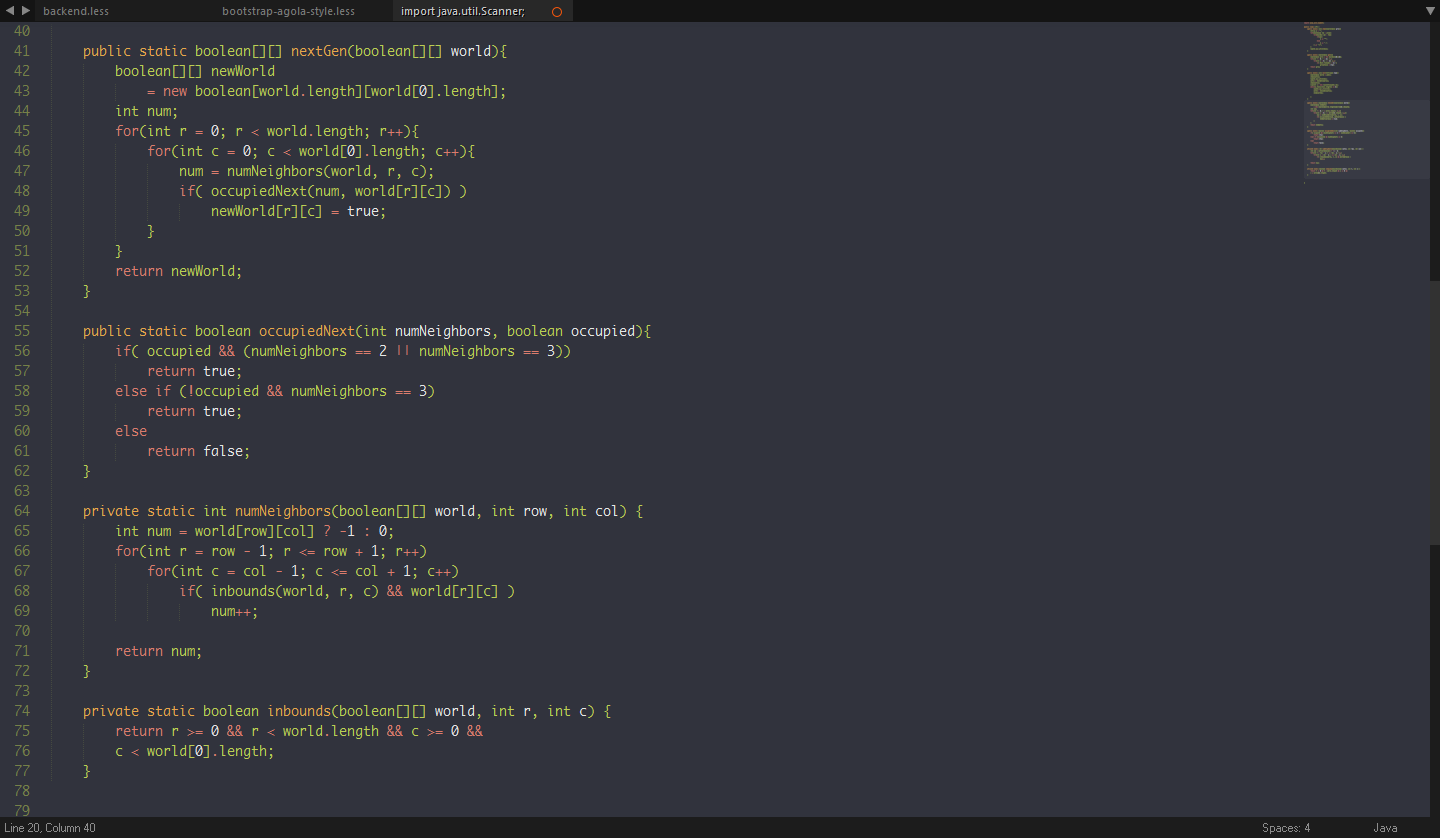 backend.less bootstrap-agola-style.less import java.util.Scanner;
40
41 public static boolean[][] nextGen(boolean[][] world){
42 boolean[][] newWorld
43 = new boolean[world.length][world[0].length];
44 int num;
45 for(int r = 0; r < world.length; r++){
46 for(int c = 0; c < world[0].length; c++){
47 num = numNeighbors(world, r, c);
48 if( occupiedNext(num, world[r][c]) )
49 newWorld[r][c] = true;
50 }
51 }
52 return newWorld;
53 }
54
55 public static boolean occupiedNext(int numNeighbors, boolean occupied){
56 if( occupied && (numNeighbors == 2 || numNeighbors == 3))
57 return true;
58 else if (!occupied && numNeighbors == 3)
59 return true;
60 else
61 return false;
62 }
63
64 private static int numNeighbors(boolean[][] world, int row, int col) {
65 int num = world[row][col] ? -1 : 0;
66 for(int r = row - 1; r <= row + 1; r++)
67 for(int c = col - 1; c <= col + 1; c++)
68 if( inbounds(world, r, c) && world[r][c] )
69 num++;
70
71 return num;
72 }
73
74 private static boolean inbounds(boolean[][] world, int r, int c) {
75 return r >= 0 && r < world.length && c >= 0 &&
76 c < world[0].length;
77 }
78
79
Line 20, Column 40 Spaces: 4 Java